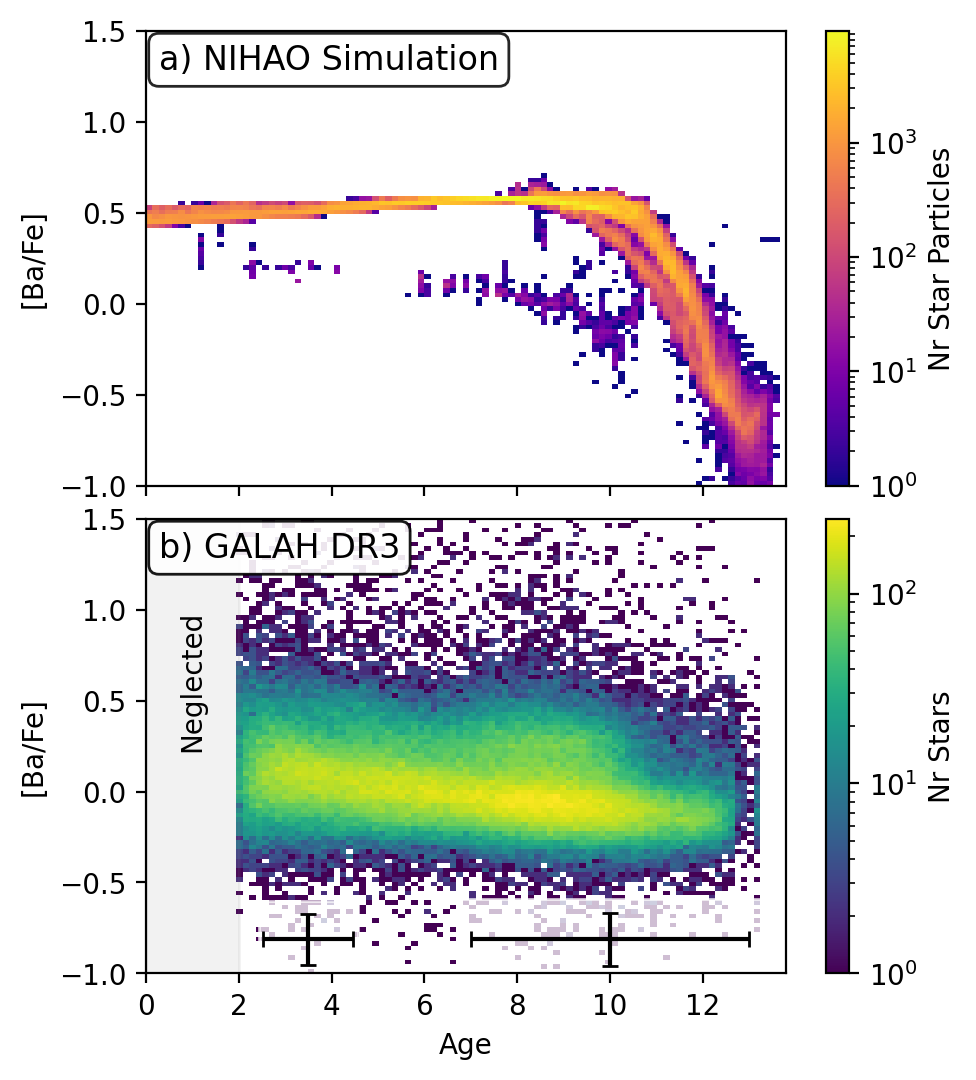 a) NIHAO Simulation
1.5
1.0
0.5
0.0
−0.5
−1.0
[Ba/Fe]
10³
10²
10¹
10⁰
Nr Star Particles
b) GALAH DR3
Neglected
1.5
1.0
0.5
0.0
−0.5
−1.0
[Ba/Fe]
0 2 4 6 8 10 12
Age
10²
10¹
10⁰
Nr Stars